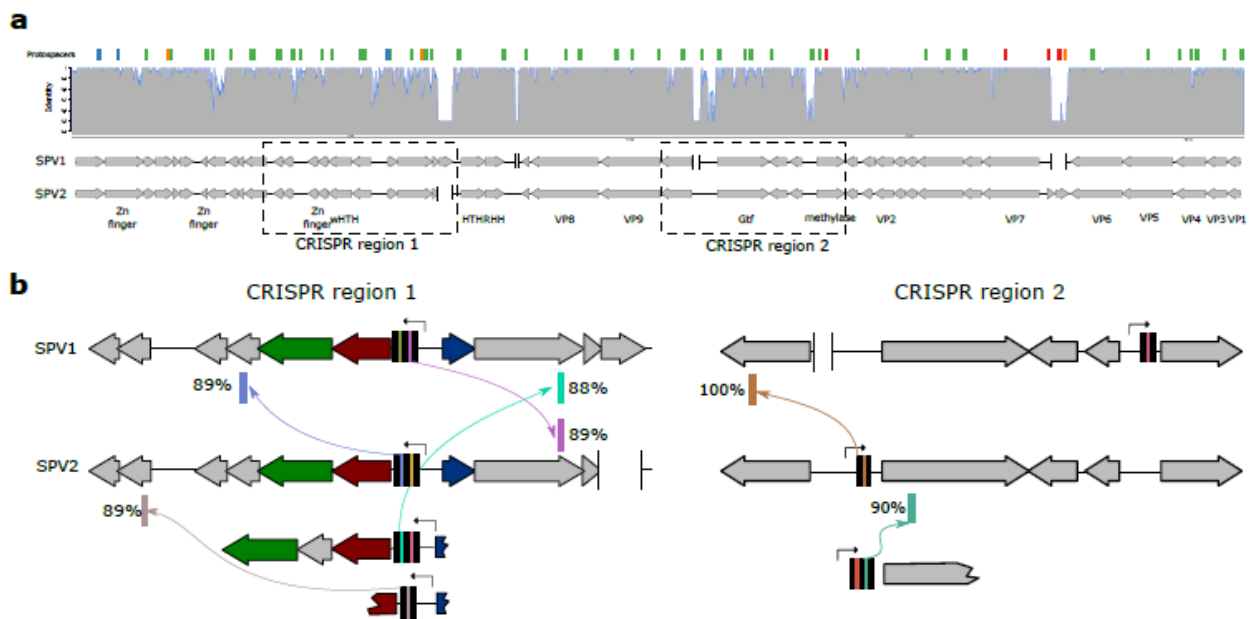 a
Protospacers
Identity
SPV1
SPV2
Zn finger Zn finger Zn finger wHTH HTH RHH VP8 VP9 Gtf methylase VP2 VP7 VP6 VP5 VP4 VP3 VP1
CRISPR region 1 CRISPR region 2
b
CRISPR region 1 CRISPR region 2
SPV1
89% 88% 100%
89%
SPV2
89% 90%